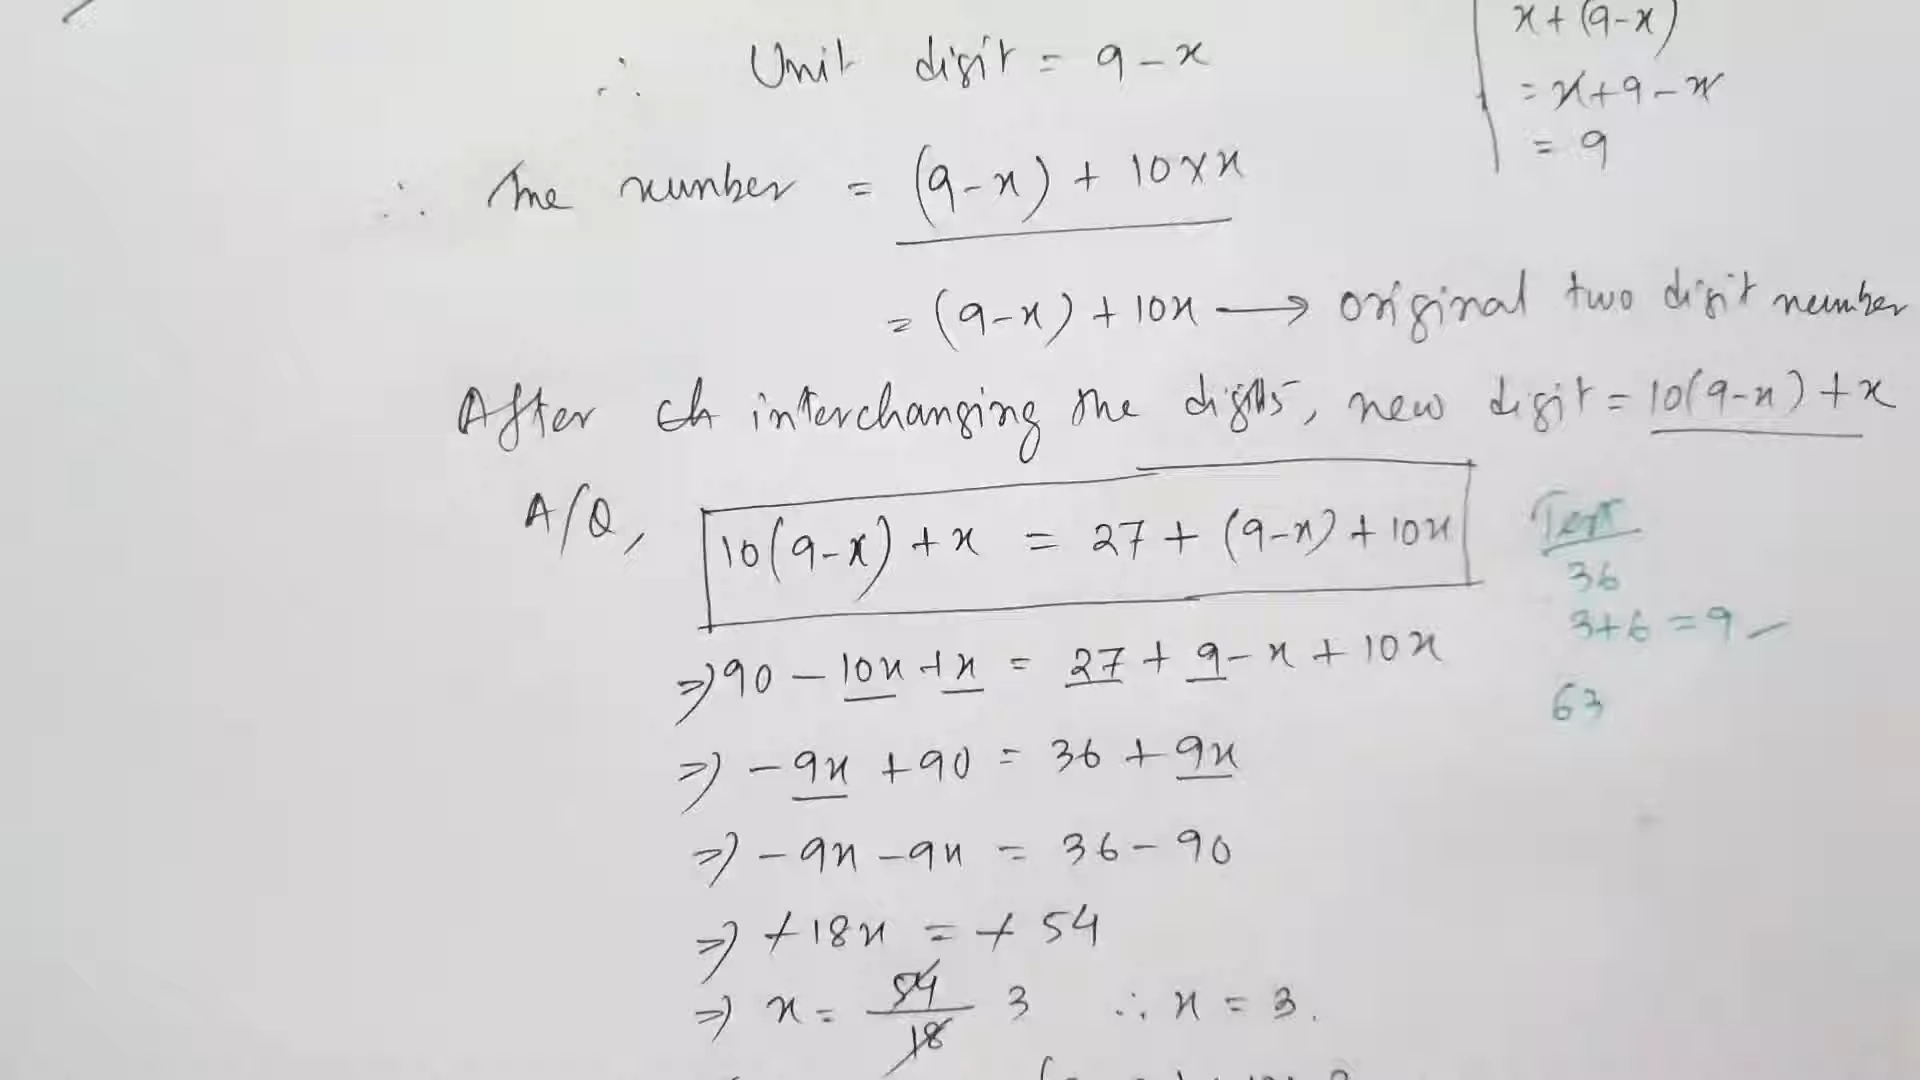 ∴ Unit digit = 9 - x
x + (9-x)
= x + 9 - x
= 9
∴ The number = (9-x) + 10 × x
= (9-x) + 10x → original two digit number
After ch interchanging the digits, new digit = 10(9-x) + x
A/Q, 10(9-x) + x = 27 + (9-x) + 10x
⇒ 90 - 10x + x = 27 + 9 - x + 10x
⇒ -9x + 90 = 36 + 9x
⇒ -9x - 9x = 36 - 90
⇒ +18x = + 54
⇒ x = 54/18 3 ∴ x = 3.
Test
36
3+6 = 9
63